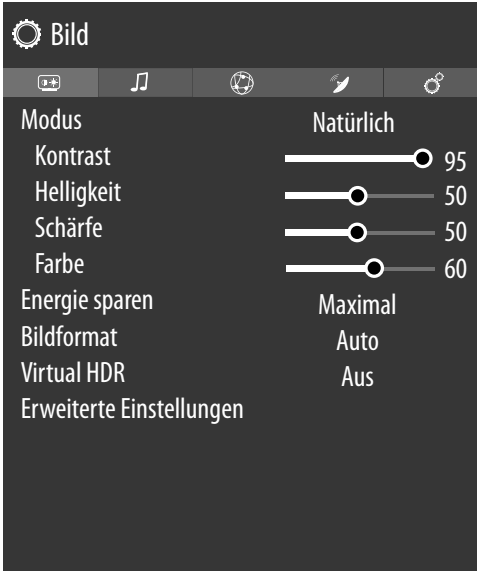 Bild
Modus Natürlich
Kontrast 95
Helligkeit 50
Schärfe 50
Farbe 60
Energie sparen Maximal
Bildformat Auto
Virtual HDR Aus
Erweiterte Einstellungen